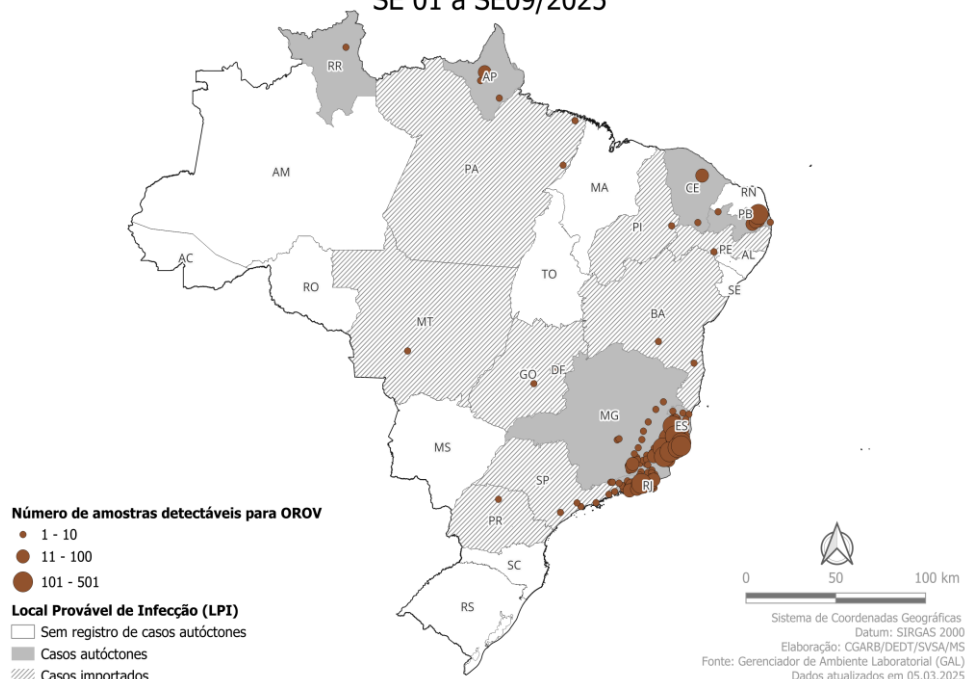 SE 01 a SE09/2025
RR
AP
AM
PA
MA
CE
RN
PB
PI
PE
AL
AC
TO
SE
RO
BA
MT
GO
DF
MG
ES
MS
SP
RJ
PR
SC
RS
Número de amostras detectáveis para OROV
1 - 10
11 - 100
101 - 501
Local Provável de Infecção (LPI)
Sem registro de casos autóctones
Casos autóctones
Casos importados
0 50 100 km
Sistema de Coordenadas Geográficas
Datum: SIRGAS 2000
Elaboração: CGARB/DEDT/SVSA/MS
Fonte: Gerenciador de Ambiente Laboratorial (GAL)
Dados atualizados em 05.03.2025